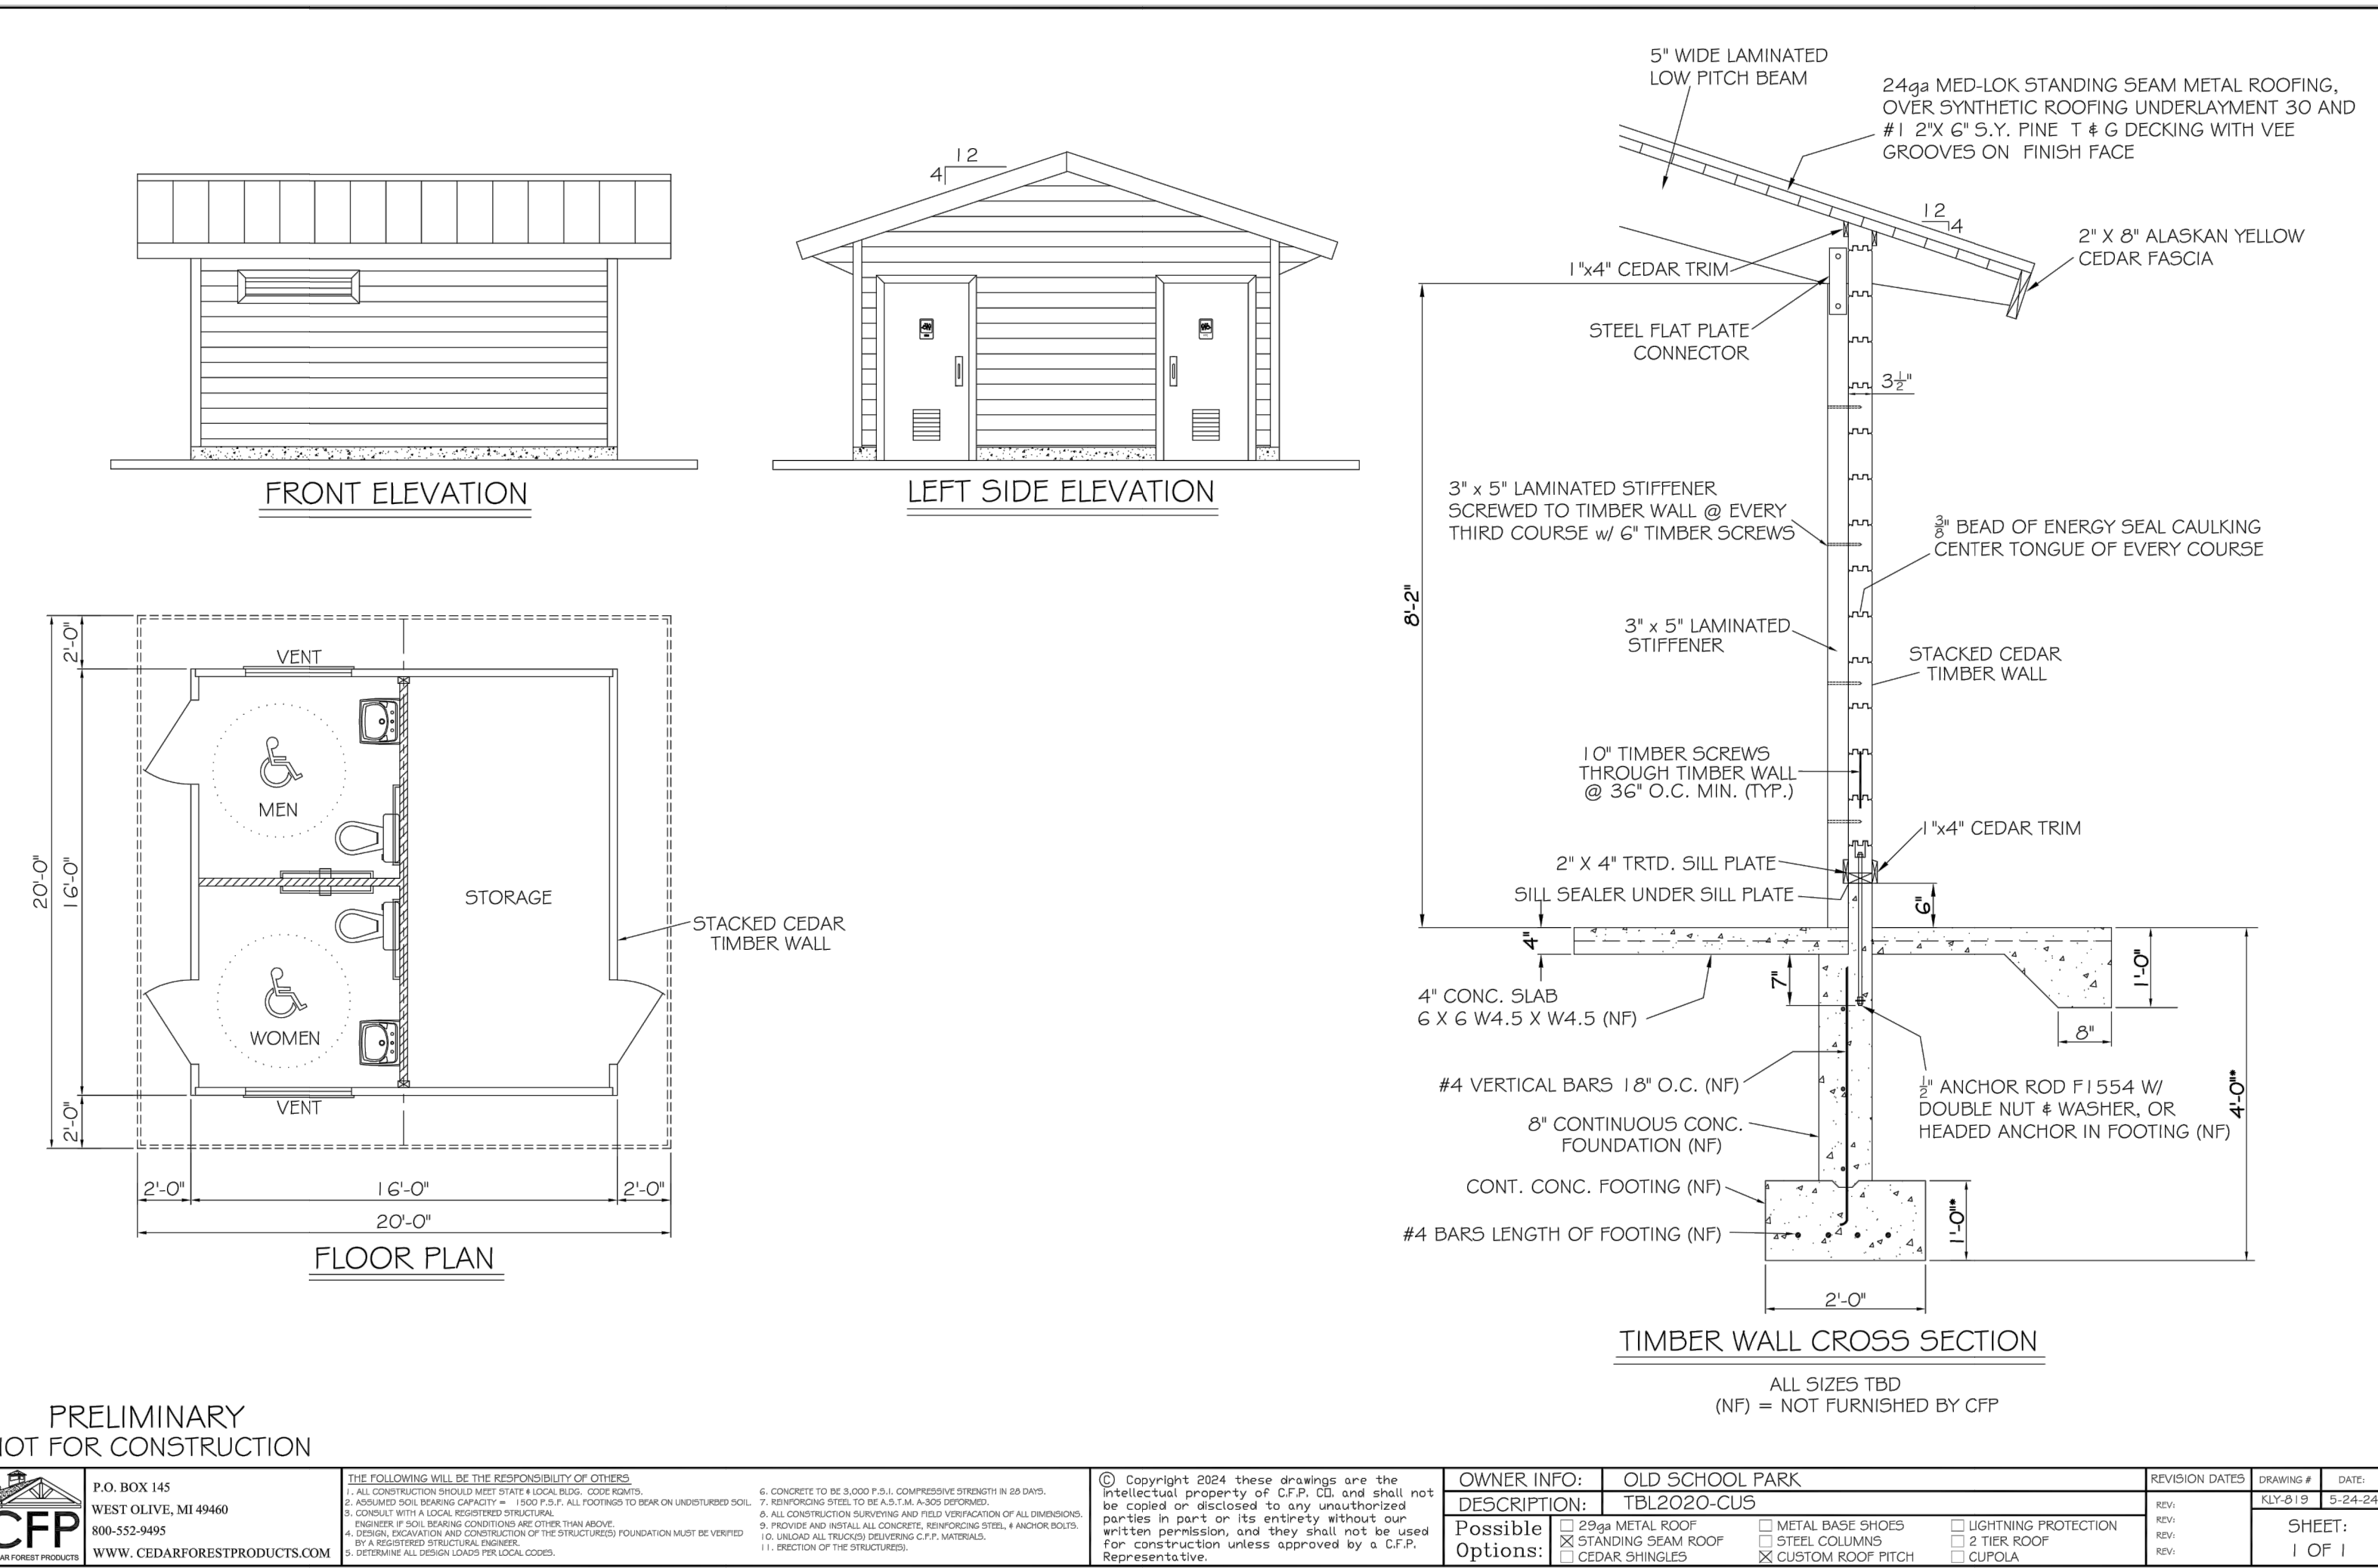 5" WIDE LAMINATED
LOW PITCH BEAM
24ga MED-LOK STANDING SEAM METAL ROOFING,
OVER SYNTHETIC ROOFING UNDERLAYMENT 30 AND
#1 2"X 6" S.Y. PINE T & G DECKING WITH VEE
GROOVES ON FINISH FACE
12
4
12
4
2" X 8" ALASKAN YELLOW
CEDAR FASCIA
1"x4" CEDAR TRIM
STEEL FLAT PLATE
CONNECTOR
3½"
FRONT ELEVATION
LEFT SIDE ELEVATION
3" x 5" LAMINATED STIFFENER
SCREWED TO TIMBER WALL @ EVERY
THIRD COURSE w/ 6" TIMBER SCREWS
⅜" BEAD OF ENERGY SEAL CAULKING
CENTER TONGUE OF EVERY COURSE
8'-2"
3" x 5" LAMINATED
STIFFENER
STACKED CEDAR
TIMBER WALL
10" TIMBER SCREWS
THROUGH TIMBER WALL
@ 36" O.C. MIN. (TYP.)
1"x4" CEDAR TRIM
2" X 4" TRTD. SILL PLATE
SILL SEALER UNDER SILL PLATE
6"
4"
7"
1'-0"
8"
4" CONC. SLAB
6 X 6 W4.5 X W4.5 (NF)
#4 VERTICAL BARS 18" O.C. (NF)
½" ANCHOR ROD F1554 W/
DOUBLE NUT & WASHER, OR
HEADED ANCHOR IN FOOTING (NF)
4'-0"*
8" CONTINUOUS CONC.
FOUNDATION (NF)
CONT. CONC. FOOTING (NF)
#4 BARS LENGTH OF FOOTING (NF)
1'-0"*
2'-0"
TIMBER WALL CROSS SECTION
ALL SIZES TBD
(NF) = NOT FURNISHED BY CFP
2'-0"
VENT
MEN
20'-0"
16'-0"
STORAGE
STACKED CEDAR
TIMBER WALL
WOMEN
VENT
2'-0"
2'-0"
16'-0"
2'-0"
20'-0"
FLOOR PLAN
PRELIMINARY
NOT FOR CONSTRUCTION
CFP
AR FOREST PRODUCTS
P.O. BOX 145
WEST OLIVE, MI 49460
800-552-9495
WWW. CEDARFORESTPRODUCTS.COM
THE FOLLOWING WILL BE THE RESPONSIBILITY OF OTHERS
1. ALL CONSTRUCTION SHOULD MEET STATE & LOCAL BLDG. CODE RQMTS.
2. ASSUMED SOIL BEARING CAPACITY = 1500 P.S.F. ALL FOOTINGS TO BEAR ON UNDISTURBED SOIL.
3. CONSULT WITH A LOCAL REGISTERED STRUCTURAL
ENGINEER IF SOIL BEARING CONDITIONS ARE OTHER THAN ABOVE.
4. DESIGN, EXCAVATION AND CONSTRUCTION OF THE STRUCTURE(S) FOUNDATION MUST BE VERIFIED
BY A REGISTERED STRUCTURAL ENGINEER.
5. DETERMINE ALL DESIGN LOADS PER LOCAL CODES.
6. CONCRETE TO BE 3,000 P.S.I. COMPRESSIVE STRENGTH IN 28 DAYS.
7. REINFORCING STEEL TO BE A.S.T.M. A-305 DEFORMED.
8. ALL CONSTRUCTION SURVEYING AND FIELD VERIFACATION OF ALL DIMENSIONS.
9. PROVIDE AND INSTALL ALL CONCRETE, REINFORCING STEEL, & ANCHOR BOLTS.
10. UNLOAD ALL TRUCK(S) DELIVERING C.F.P. MATERIALS.
11. ERECTION OF THE STRUCTURE(S).
© Copyright 2024 these drawings are the
intellectual property of C.F.P. CO. and shall not
be copied or disclosed to any unauthorized
parties in part or its entirety without our
written permission, and they shall not be used
for construction unless approved by a C.F.P.
Representative.
OWNER INFO: OLD SCHOOL PARK
DESCRIPTION: TBL2020-CUS
Possible
Options:
29ga METAL ROOF
STANDING SEAM ROOF
CEDAR SHINGLES
METAL BASE SHOES
STEEL COLUMNS
CUSTOM ROOF PITCH
LIGHTNING PROTECTION
2 TIER ROOF
CUPOLA
REVISION DATES
REV:
REV:
REV:
REV:
DRAWING #
KLY-819
DATE:
5-24-24
SHEET:
1 OF 1